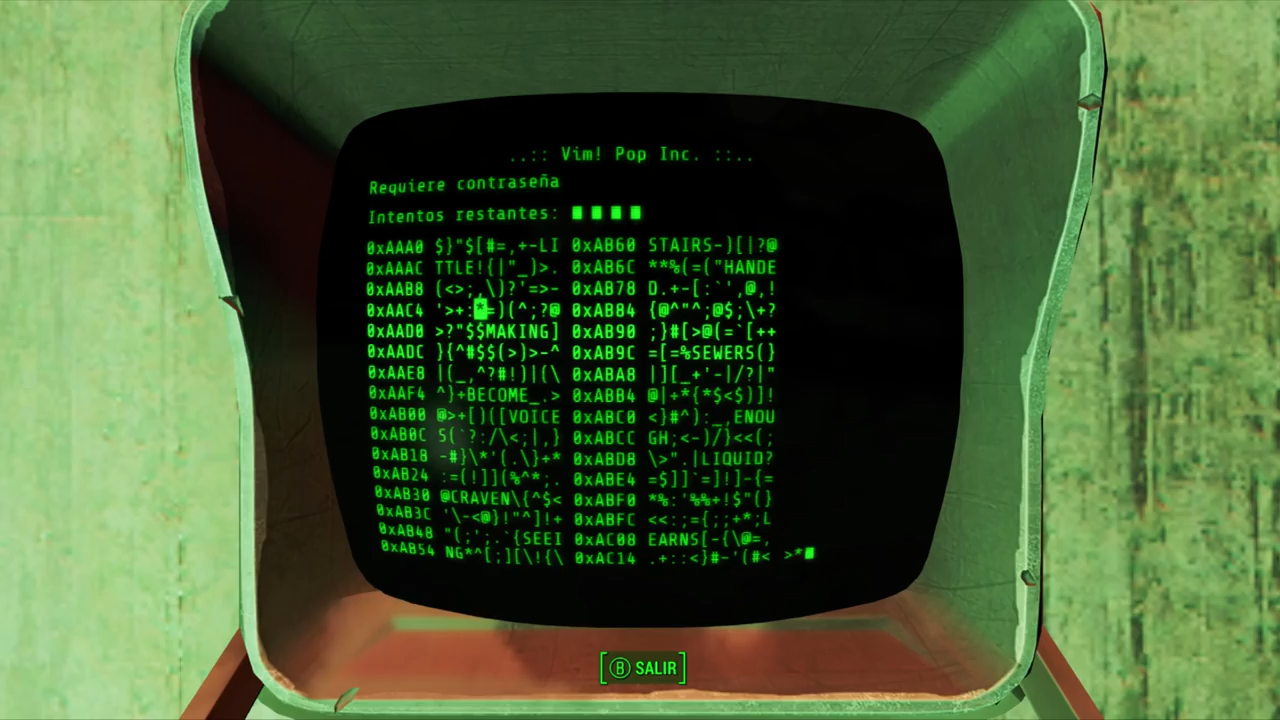 ..:: Vim! Pop Inc. ::..
Requiere contraseña
Intentos restantes: ■ ■ ■ ■
0xAAA0 $}"$[#=,+-LI 0xAB60 STAIRS-)[|?@
0xAAAC TTLE!{|"_)>. 0xAB6C **%(=("HANDE
0xAAB8 (<>;,\)?'=>- 0xAB78 D.+-[:`',@,!
0xAAC4 '>+:*=)(^;?@ 0xAB84 {@^"^;@$;\+?
0xAAD0 >?"$$MAKING] 0xAB90 ;}#[>@(=`[++
0xAADC }{^#$$(>)>-^ 0xAB9C =[=%SEWERS(}
0xAAE8 |(_,^?#!)|(\ 0xABA8 |][_+'-|/?|"
0xAAF4 ^}+BECOME_.> 0xABB4 @|+*{*$<$)]!
0xAB00 @>+[)([VOICE 0xABC0 <}#^):_,ENOU
0xAB0C S(`?:/\<;|,} 0xABCC GH;<-)/}<<(;
0xAB18 -#}\*'(.\}+* 0xABD8 \>".|LIQUID?
0xAB24 :=(!]](%^*;. 0xABE4 =$]]`=]!]-{=
0xAB30 @CRAVEN\{^$< 0xABF0 *%:'%%+!$"(}
0xAB3C '\-<@}!"^]!+ 0xABFC <<:;={;;+*;L
0xAB48 "(;';.`{SEEI 0xAC08 EARNS[-{\@=,
0xAB54 NG*^[;][\!{\ 0xAC14 .+::<}#-'(#< >*■
Ⓑ SALIR